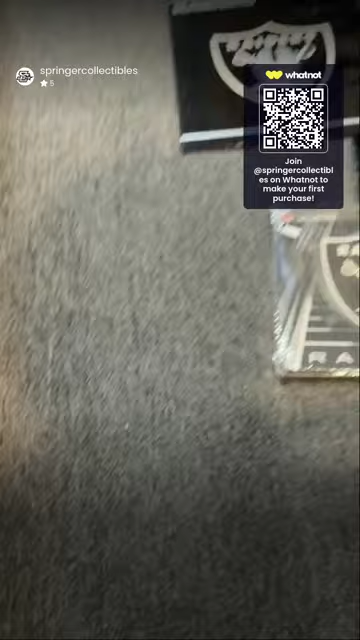 springercollectibles
★ 5
whatnot
Join
@springercollectibl
es on Whatnot to
make your first
purchase!